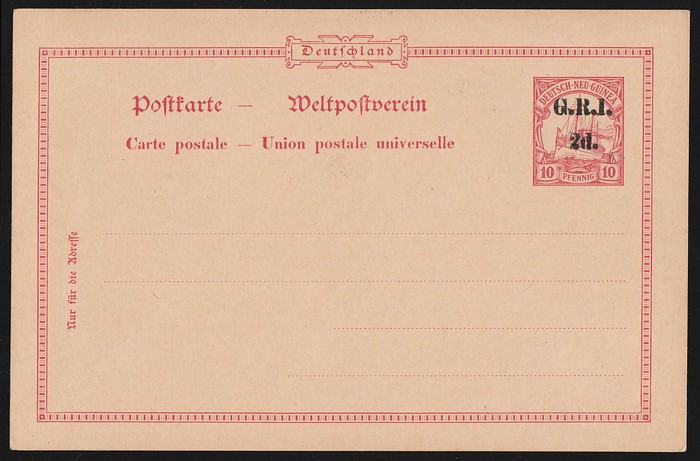 Deutschland
Postkarte — Weltpostverein
Carte postale — Union postale universelle
DEUTSCH-NEU-GUINEA
G.R.I.
2d.
10 PFENNIG 10
Nur für die Adresse